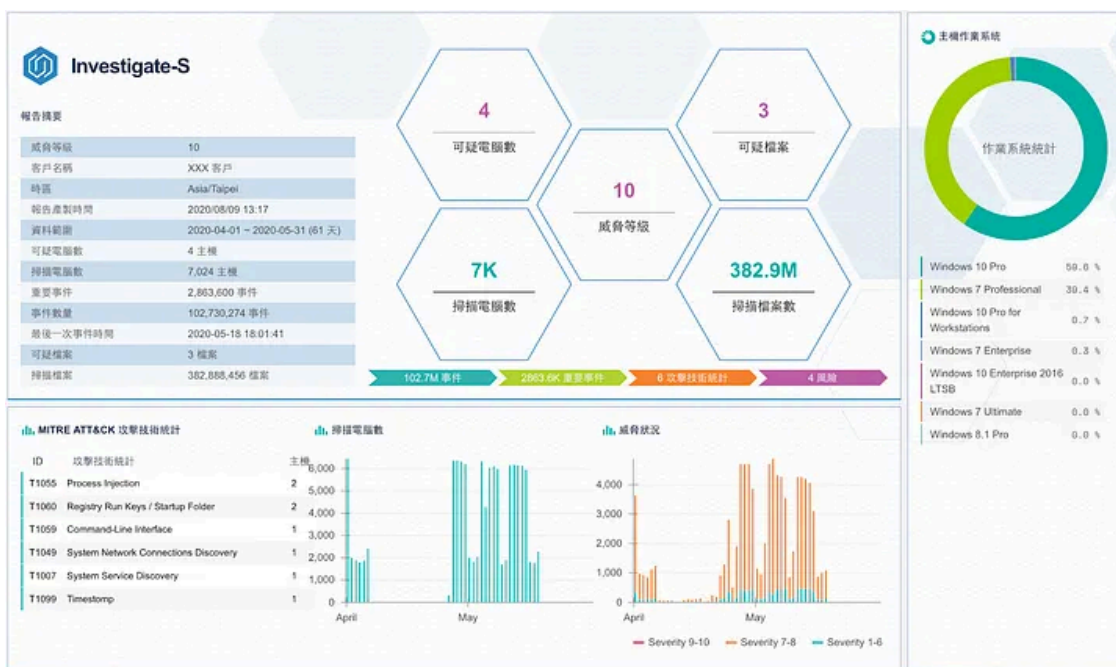 Investigate-S
報告摘要
威脅等級 10
客戶名稱 XXX 客戶
時區 Asia/Taipei
報告產製時間 2020/08/09 13:17
資料範圍 2020-04-01 ~ 2020-05-31 (61 天)
可疑電腦數 4 主機
掃描電腦數 7,024 主機
重要事件 2,863,600 事件
事件數量 102,730,274 事件
最後一次事件時間 2020-05-18 18:01:41
可疑檔案 3 檔案
掃描檔案 382,888,456 檔案
4
可疑電腦數
3
可疑檔案
10
威脅等級
7K
掃描電腦數
382.9M
掃描檔案數
102.7M 事件
2863.6K 重要事件
6 攻擊技術統計
4 風險
主機作業系統
作業系統統計
Windows 10 Pro 59.6 %
Windows 7 Professional 39.4 %
Windows 10 Pro for
Workstations 0.7 %
Windows 7 Enterprise 0.3 %
Windows 10 Enterprise 2016
LTSB 0.0 %
Windows 7 Ultimate 0.0 %
Windows 8.1 Pro 0.0 %
MITRE ATT&CK 攻擊技術統計
ID 攻擊技術統計 主機
T1055 Process Injection 2
T1060 Registry Run Keys / Startup Folder 2
T1059 Command-Line Interface 1
T1049 System Network Connections Discovery 1
T1007 System Service Discovery 1
T1099 Timestomp 1
掃描電腦數
6,000
5,000
4,000
3,000
2,000
1,000
0
April May
威脅狀況
4,000
3,000
2,000
1,000
0
April May
Severity 9-10 Severity 7-8 Severity 1-6